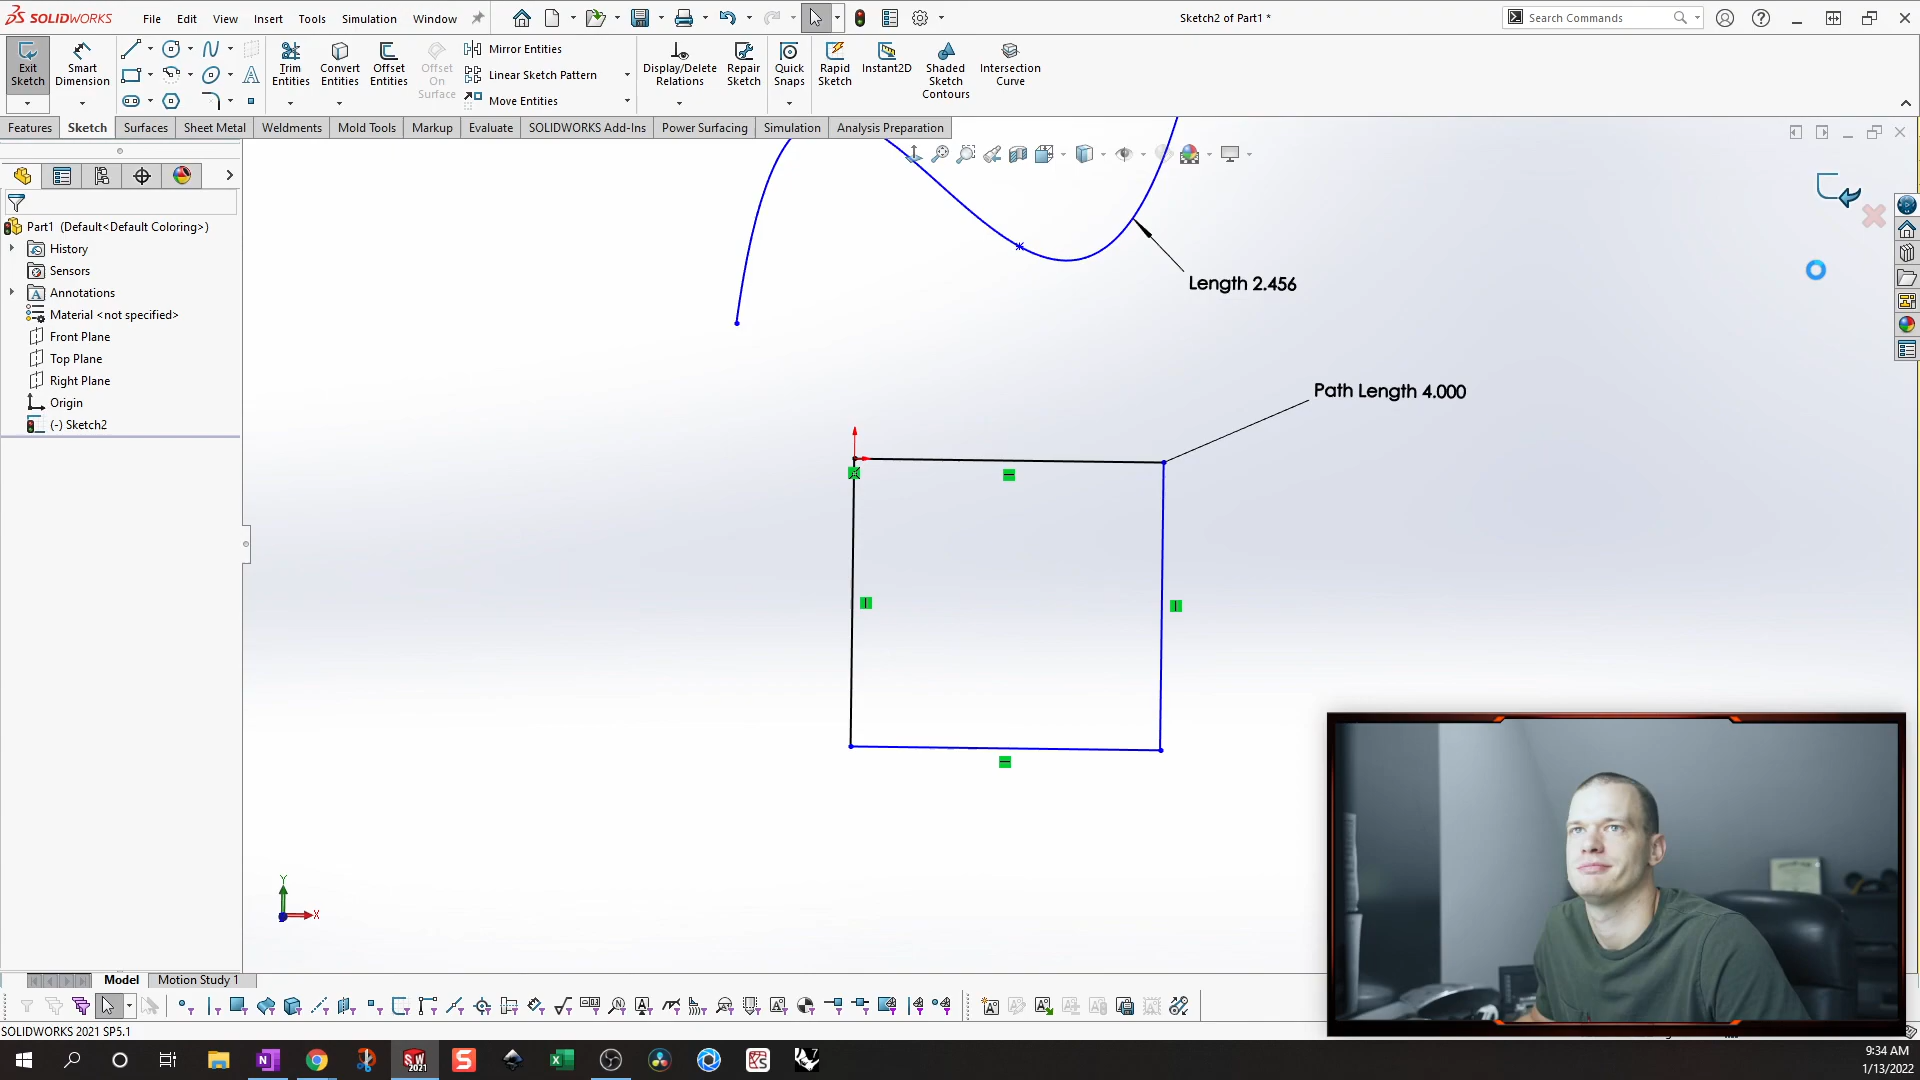 SOLIDWORKS File Edit View Insert Tools Simulation Window Sketch2 of Part1 * Search Commands
Exit Sketch
Smart Dimension
Trim Entities
Convert Entities
Offset Entities
Offset On Surface
Mirror Entities
Linear Sketch Pattern
Move Entities
Display/Delete Relations
Repair Sketch
Quick Snaps
Rapid Sketch
Instant2D
Shaded Sketch Contours
Intersection Curve
Features Sketch Surfaces Sheet Metal Weldments Mold Tools Markup Evaluate SOLIDWORKS Add-Ins Power Surfacing Simulation Analysis Preparation
Part1 (Default<Default Coloring>)
History
Sensors
Annotations
Material <not specified>
Front Plane
Top Plane
Right Plane
Origin
(-) Sketch2
Length 2.456
Path Length 4.000
Y
X
Model Motion Study 1
SOLIDWORKS 2021 SP5.1
9:34 AM
1/13/2022